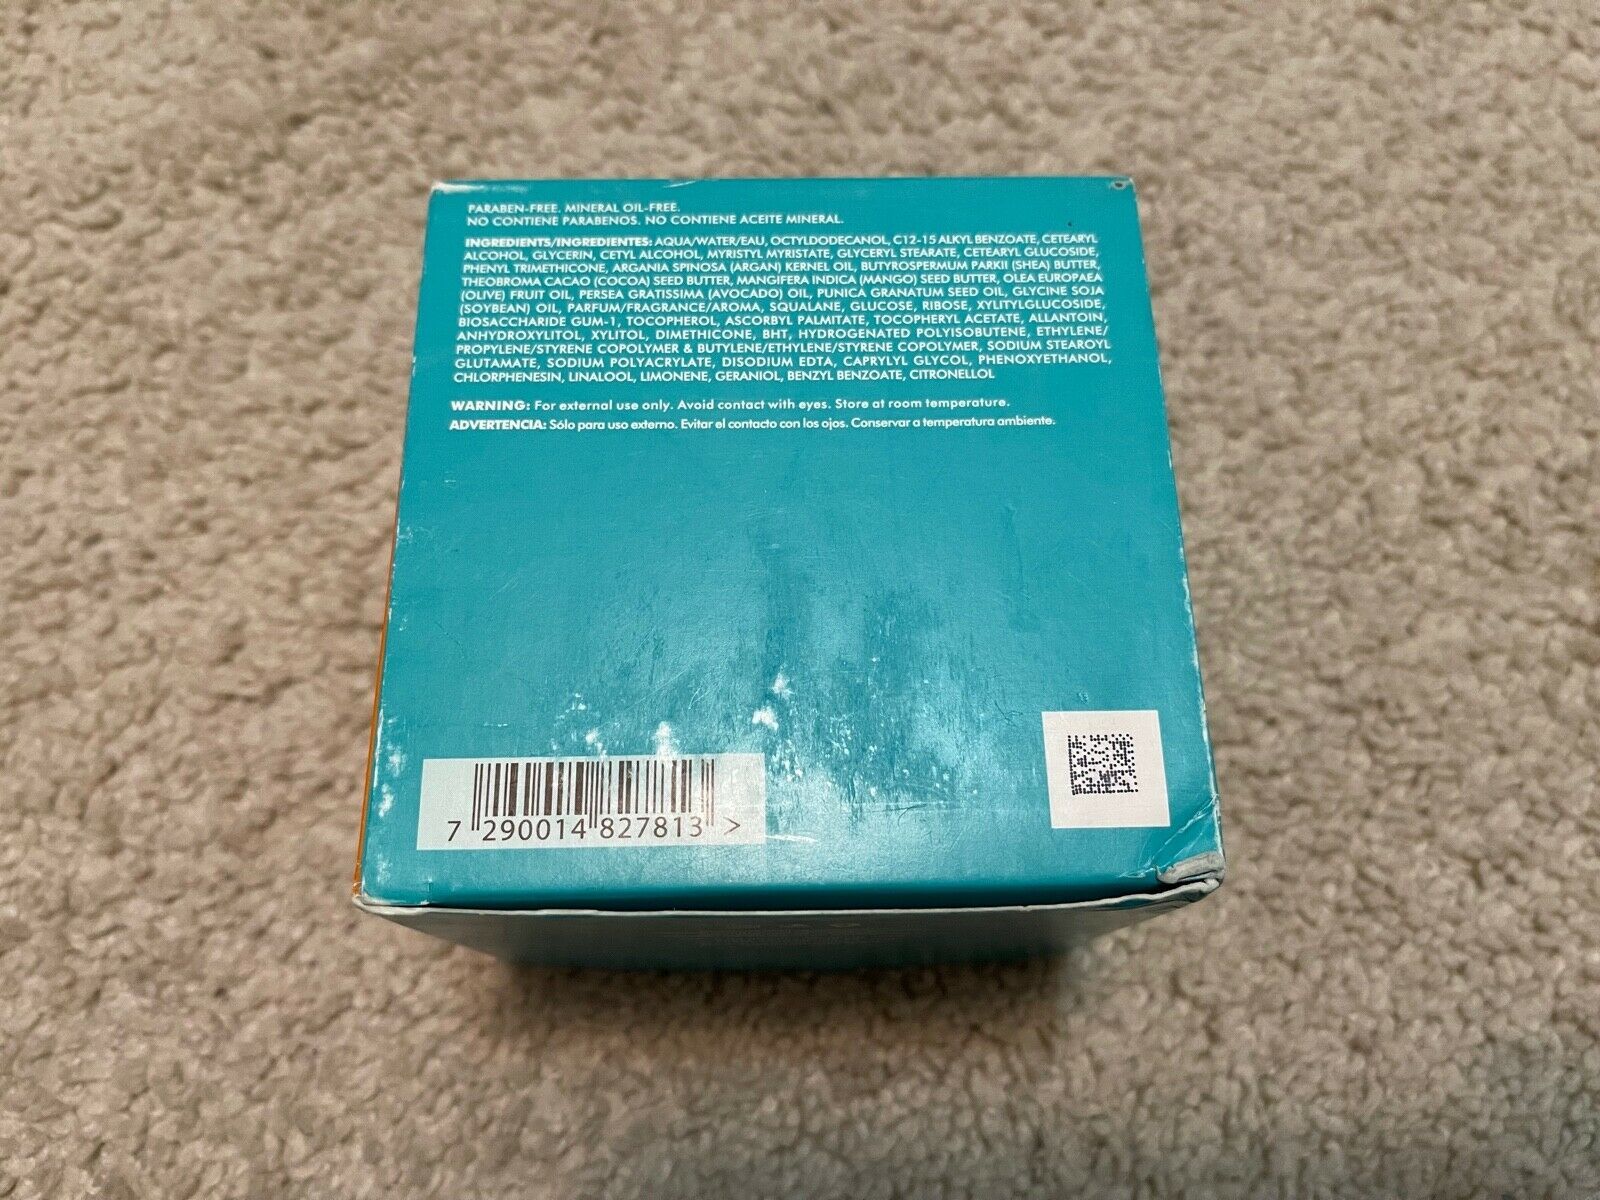 PARABEN-FREE. MINERAL OIL-FREE.
NO CONTIENE PARABENOS. NO CONTIENE ACEITE MINERAL.
INGREDIENTS/INGREDIENTES: AQUA/WATER/EAU, OCTYLDODECANOL, C12-15 ALKYL BENZOATE, CETEARYL
ALCOHOL, GLYCERIN, CETYL ALCOHOL, MYRISTYL MYRISTATE, GLYCERYL STEARATE, CETEARYL GLUCOSIDE,
PHENYL TRIMETHICONE, ARGANIA SPINOSA (ARGAN) KERNEL OIL, BUTYROSPERMUM PARKII (SHEA) BUTTER,
THEOBROMA CACAO (COCOA) SEED BUTTER, MANGIFERA INDICA (MANGO) SEED BUTTER, OLEA EUROPAEA
(OLIVE) FRUIT OIL, PERSEA GRATISSIMA (AVOCADO) OIL, PUNICA GRANATUM SEED OIL, GLYCINE SOJA
(SOYBEAN) OIL, PARFUM/FRAGRANCE/AROMA, SQUALANE, GLUCOSE, RIBOSE, XYLITYLGLUCOSIDE,
BIOSACCHARIDE GUM-1, TOCOPHEROL, ASCORBYL PALMITATE, TOCOPHERYL ACETATE, ALLANTOIN,
ANHYDROXYLITOL, XYLITOL, DIMETHICONE, BHT, HYDROGENATED POLYISOBUTENE, ETHYLENE/
PROPYLENE/STYRENE COPOLYMER & BUTYLENE/ETHYLENE/STYRENE COPOLYMER, SODIUM STEAROYL
GLUTAMATE, SODIUM POLYACRYLATE, DISODIUM EDTA, CAPRYLYL GLYCOL, PHENOXYETHANOL,
CHLORPHENESIN, LINALOOL, LIMONENE, GERANIOL, BENZYL BENZOATE, CITRONELLOL
WARNING: For external use only. Avoid contact with eyes. Store at room temperature.
ADVERTENCIA: Sólo para uso externo. Evitar el contacto con los ojos. Conservar a temperatura ambiente.
7 290014 827813 >